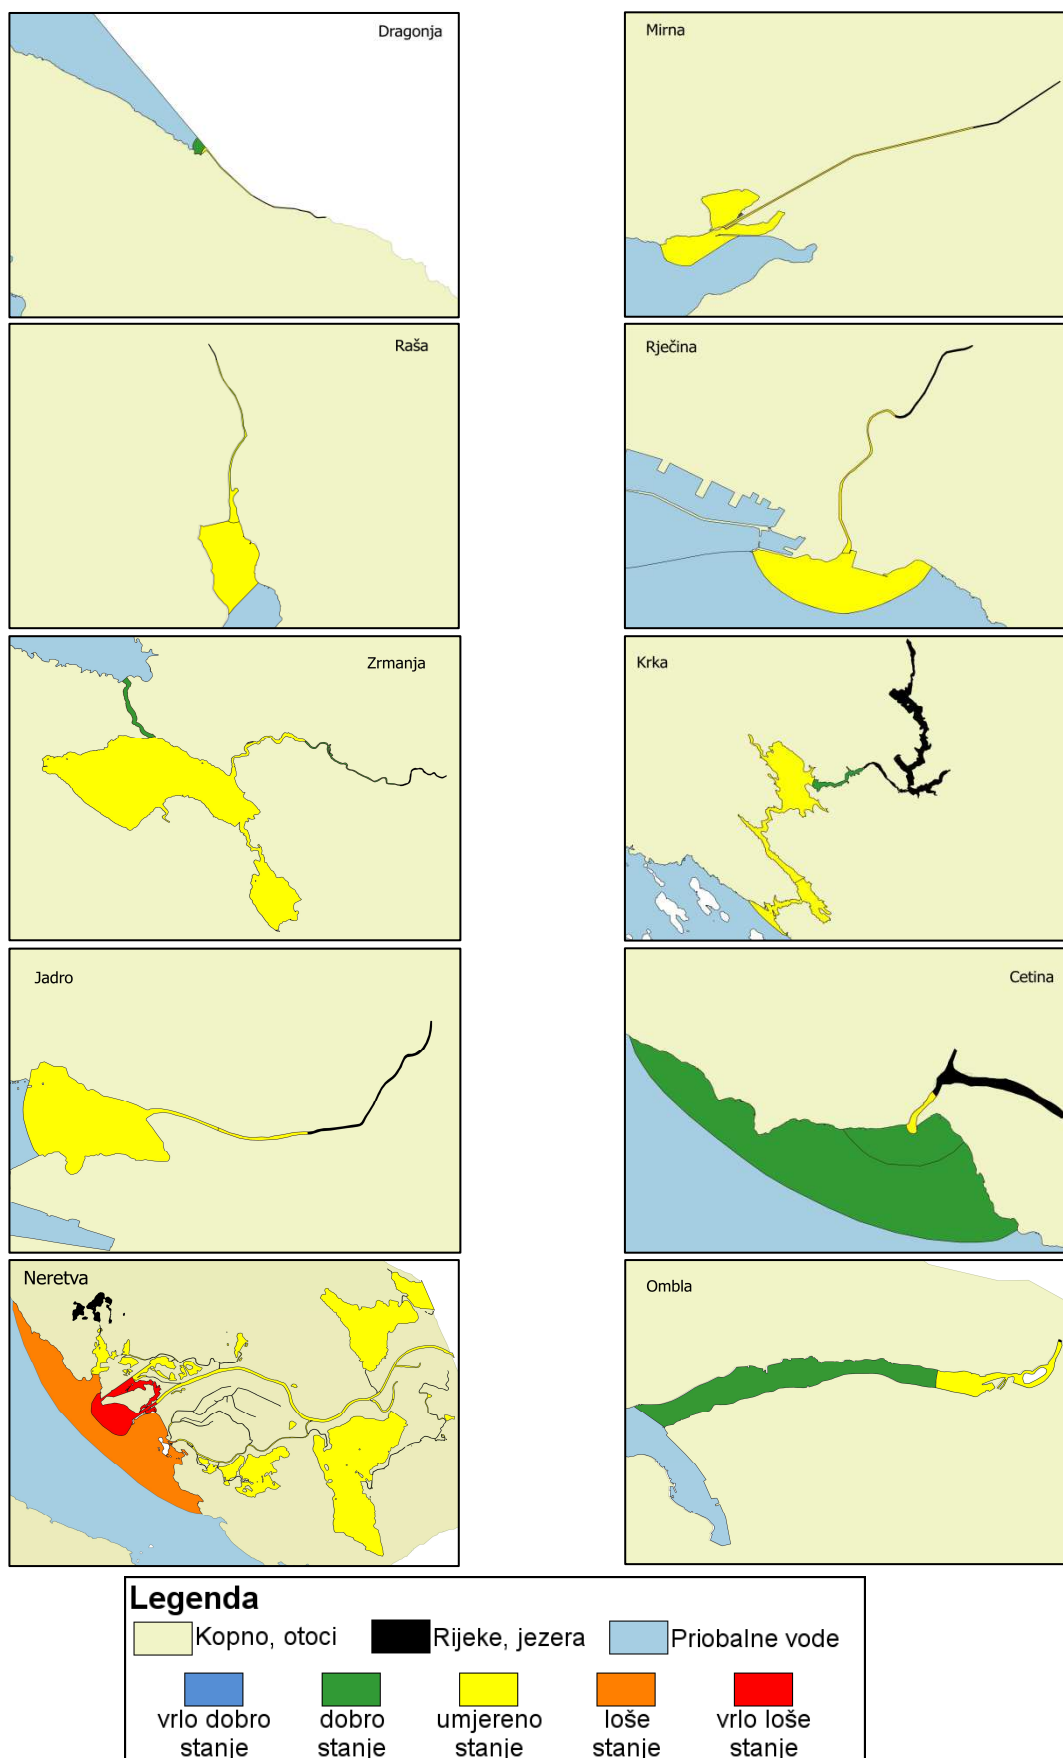 Dragonja
Mirna
Raša
Rječina
Zrmanja
Krka
Jadro
Cetina
Neretva
Ombla
Legenda
Kopno, otoci
Rijeke, jezera
Priobalne vode
vrlo dobro
stanje
dobro
stanje
umjereno
stanje
loše
stanje
vrlo loše
stanje